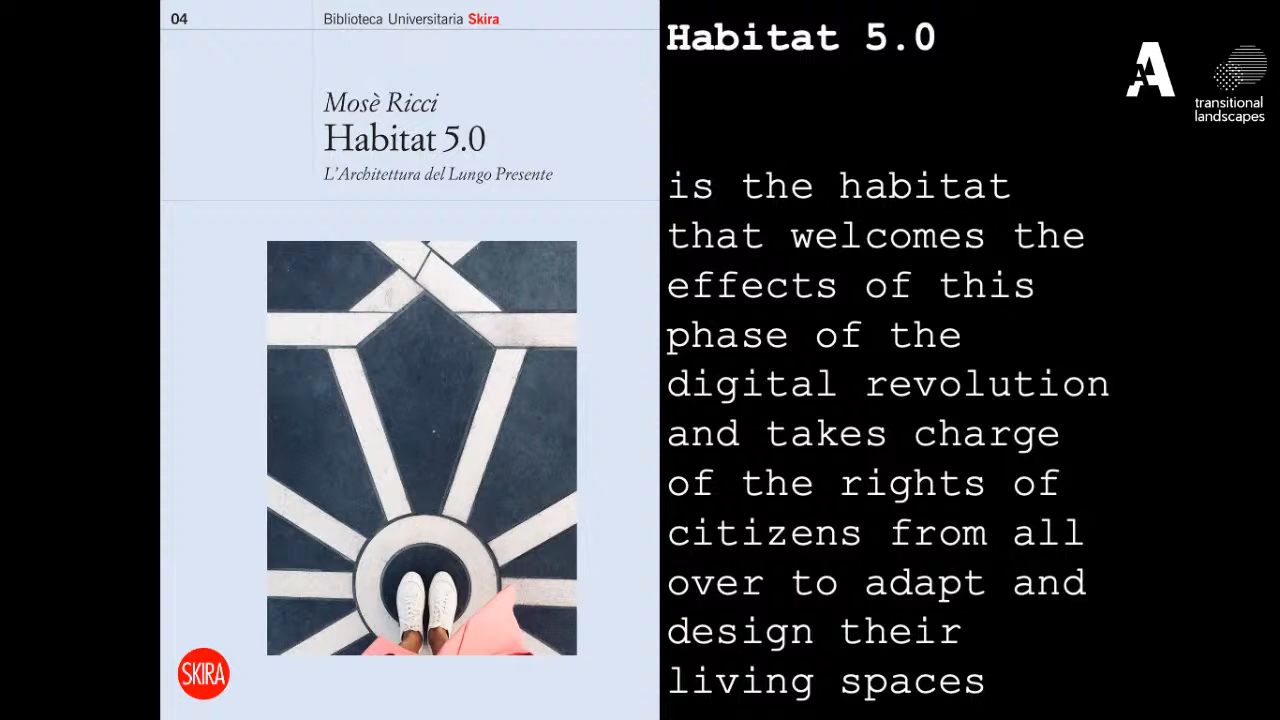 04
Biblioteca Universitaria Skira
Mosè Ricci
Habitat 5.0
L'Architettura del Lungo Presente
SKIRA
Habitat 5.0
is the habitat
that welcomes the
effects of this
phase of the
digital revolution
and takes charge
of the rights of
citizens from all
over to adapt and
design their
living spaces
AA
transitional
landscapes